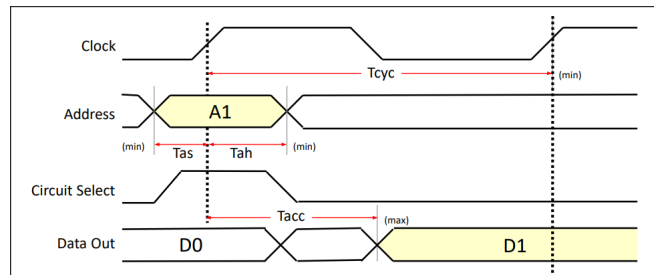 Clock
Tcyc (min)
Address A1
(min) Tas Tah (min)
Circuit Select
Tacc (max)
Data Out D0 D1